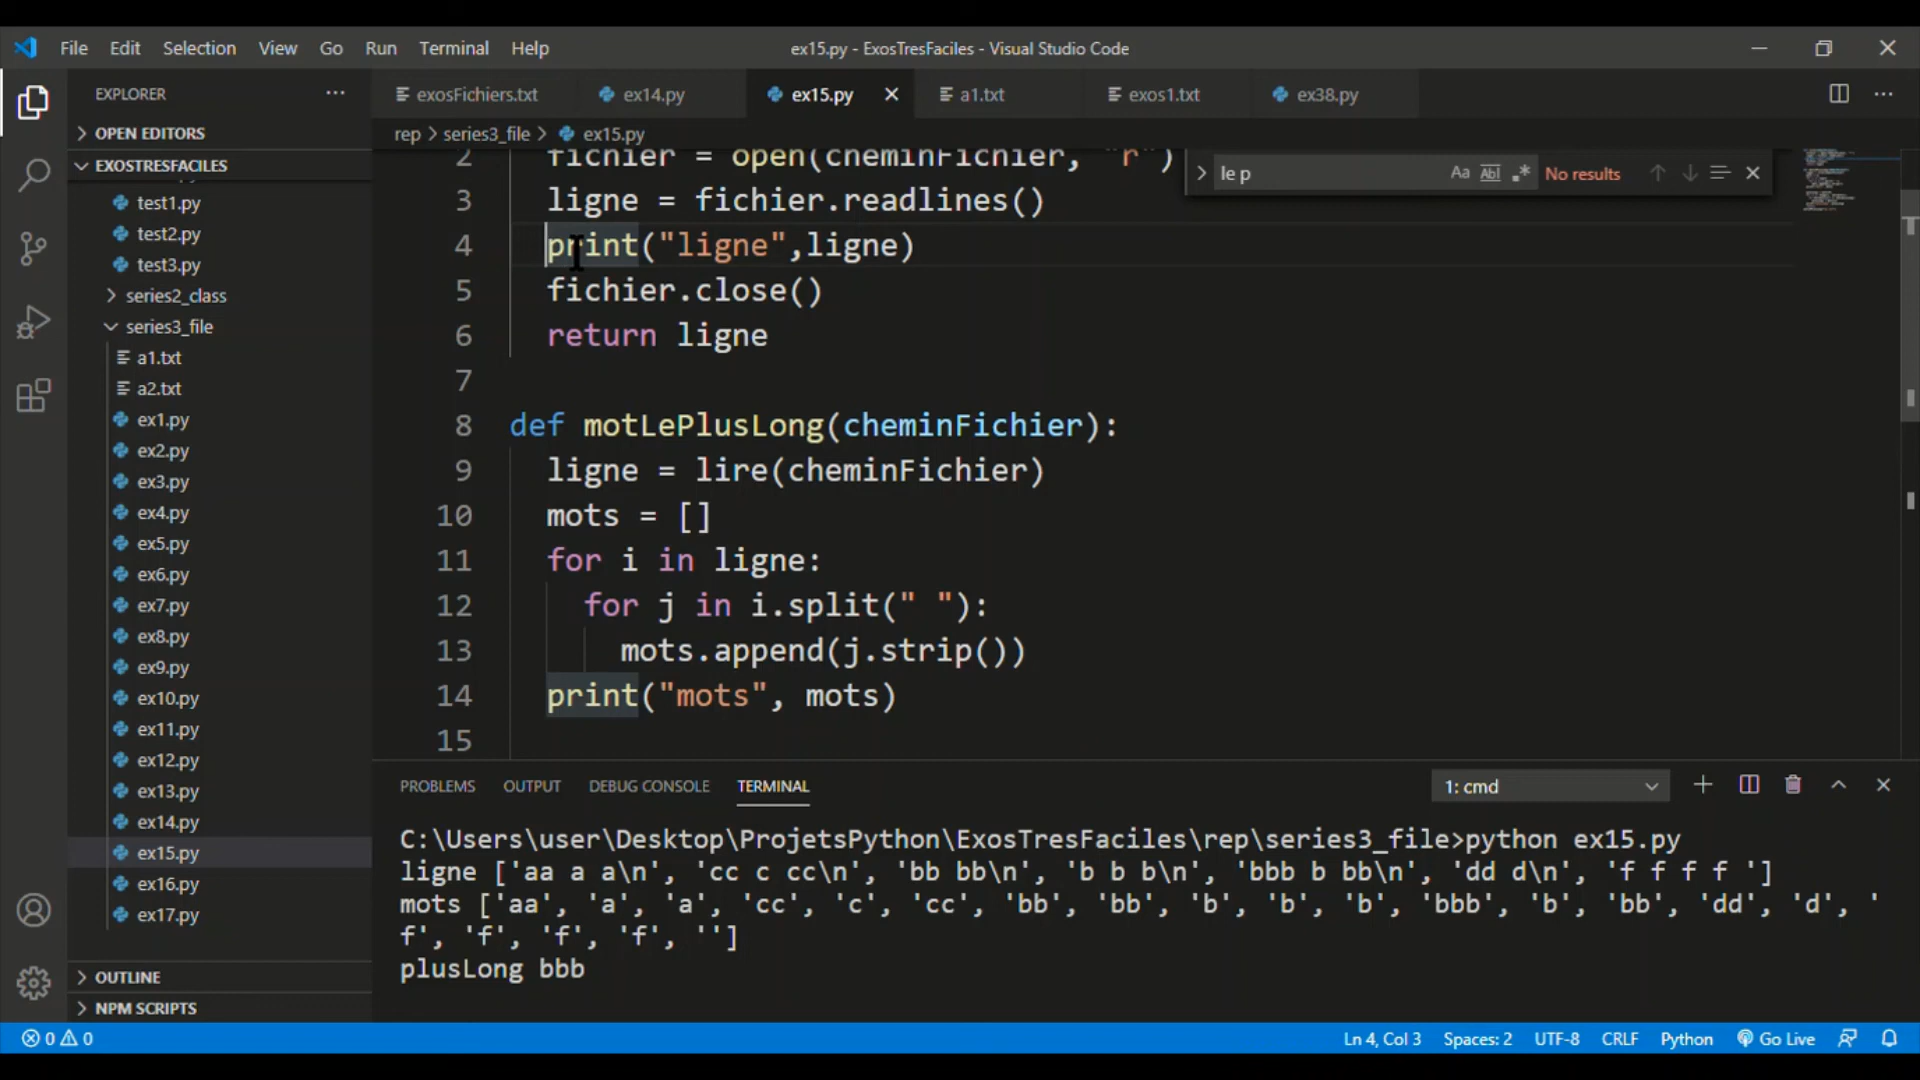 File Edit Selection View Go Run Terminal Help ex15.py - ExosTresFaciles - Visual Studio Code
EXPLORER ...
exosFichiers.txt ex14.py ex15.py a1.txt exos1.txt ex38.py
OPEN EDITORS
EXOSTRESFACILES
test1.py
test2.py
test3.py
series2_class
series3_file
a1.txt
a2.txt
ex1.py
ex2.py
ex3.py
ex4.py
ex5.py
ex6.py
ex7.py
ex8.py
ex9.py
ex10.py
ex11.py
ex12.py
ex13.py
ex14.py
ex15.py
ex16.py
ex17.py
OUTLINE
NPM SCRIPTS
rep > series3_file > ex15.py
le p Aa Abl .* No results
2 fichier = open(cheminFichier, "r")
3 ligne = fichier.readlines()
4 print("ligne",ligne)
5 fichier.close()
6 return ligne
7
8 def motLePlusLong(cheminFichier):
9 ligne = lire(cheminFichier)
10 mots = []
11 for i in ligne:
12 for j in i.split(" "):
13 mots.append(j.strip())
14 print("mots", mots)
15
PROBLEMS OUTPUT DEBUG CONSOLE TERMINAL 1: cmd
C:\Users\user\Desktop\ProjetsPython\ExosTresFaciles\rep\series3_file>python ex15.py
ligne ['aa a a\n', 'cc c cc\n', 'bb bb\n', 'b b b\n', 'bbb b bb\n', 'dd d\n', 'f f f f ']
mots ['aa', 'a', 'a', 'cc', 'c', 'cc', 'bb', 'bb', 'b', 'b', 'b', 'bbb', 'b', 'bb', 'dd', 'd', '
f', 'f', 'f', 'f', '']
plusLong bbb
0 0 Ln 4, Col 3 Spaces: 2 UTF-8 CRLF Python Go Live